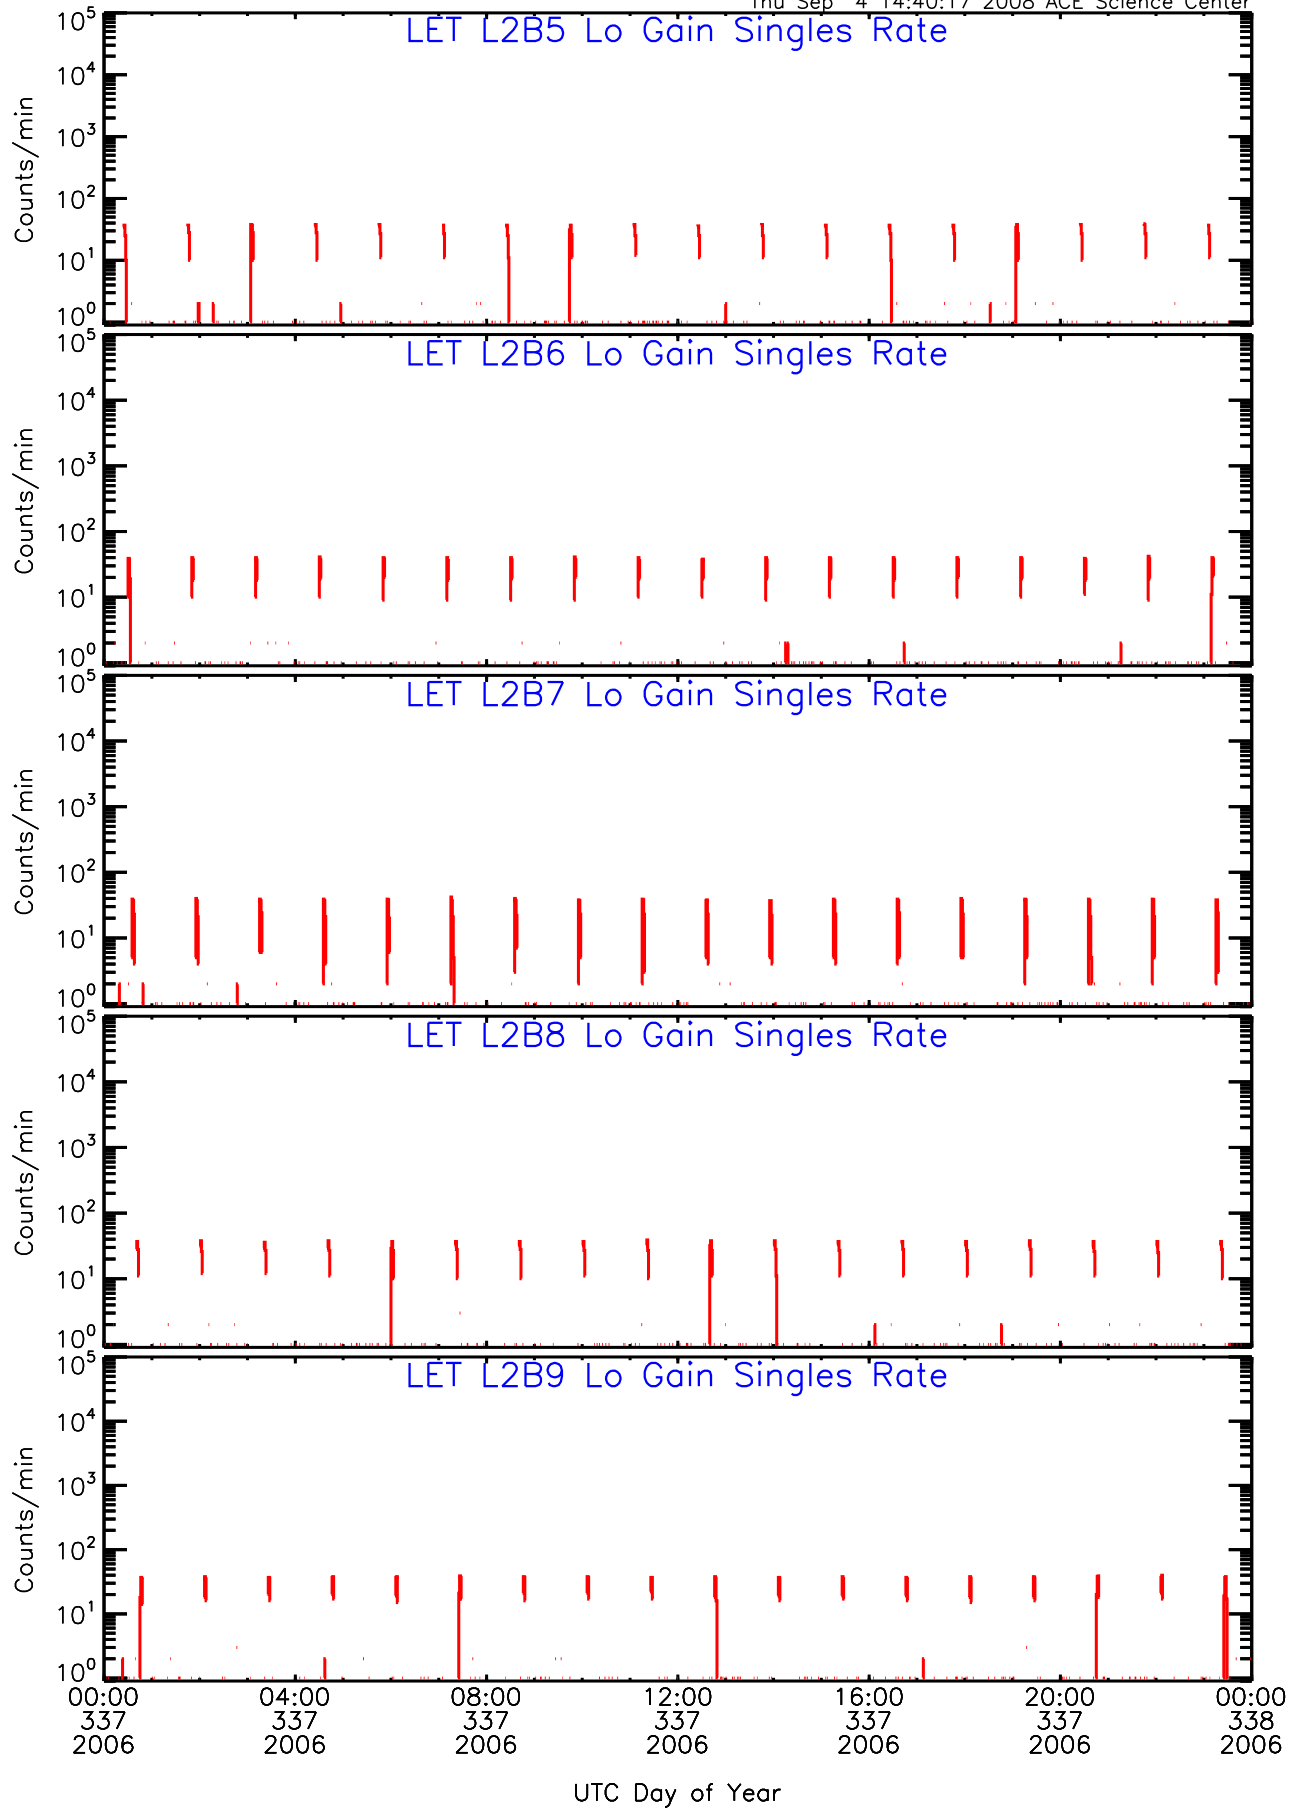 Thu Sep 4 14:40:17 2008 ACE Science Center
LET L2B5 Lo Gain Singles Rate
10^5
10^4
10^3
10^2
10^1
10^0
Counts/min
LET L2B6 Lo Gain Singles Rate
10^5
10^4
10^3
10^2
10^1
10^0
Counts/min
LET L2B7 Lo Gain Singles Rate
10^5
10^4
10^3
10^2
10^1
10^0
Counts/min
LET L2B8 Lo Gain Singles Rate
10^5
10^4
10^3
10^2
10^1
10^0
Counts/min
LET L2B9 Lo Gain Singles Rate
10^5
10^4
10^3
10^2
10^1
10^0
Counts/min
00:00 04:00 08:00 12:00 16:00 20:00 00:00
337 337 337 337 337 337 338
2006 2006 2006 2006 2006 2006 2006
UTC Day of Year